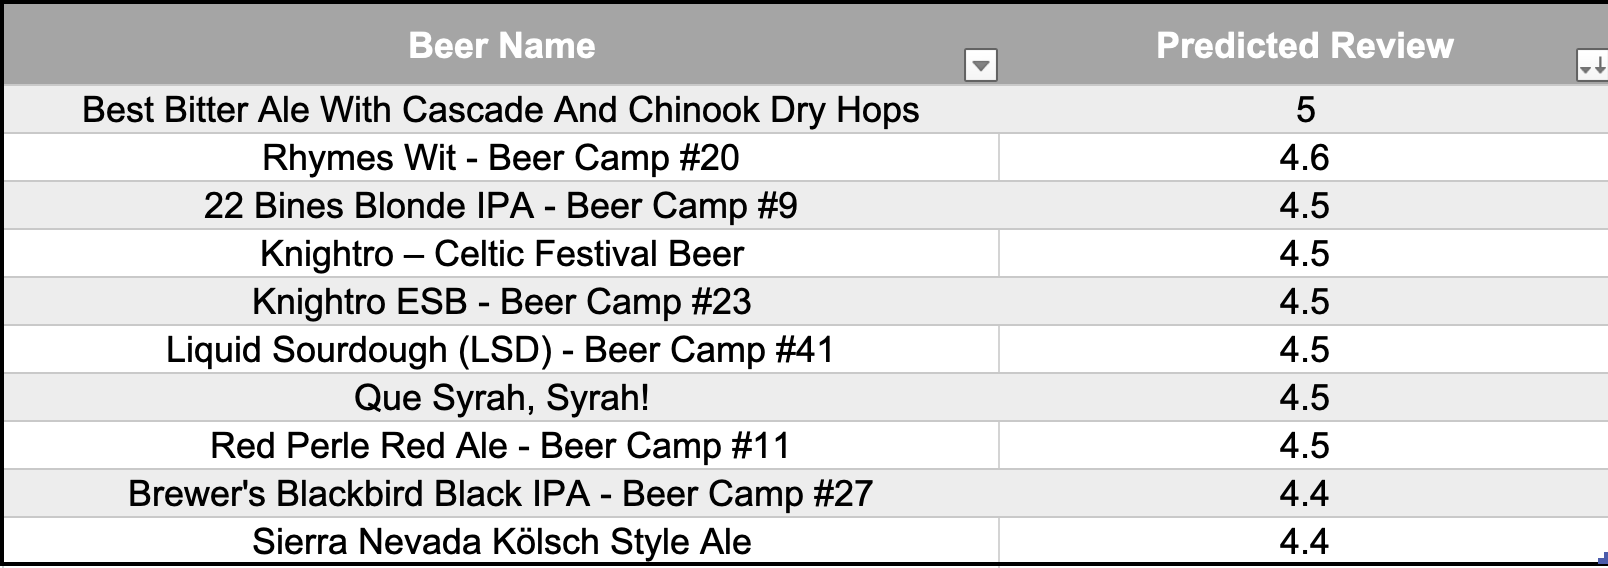 Beer Name Predicted Review
Best Bitter Ale With Cascade And Chinook Dry Hops 5
Rhymes Wit - Beer Camp #20 4.6
22 Bines Blonde IPA - Beer Camp #9 4.5
Knightro – Celtic Festival Beer 4.5
Knightro ESB - Beer Camp #23 4.5
Liquid Sourdough (LSD) - Beer Camp #41 4.5
Que Syrah, Syrah! 4.5
Red Perle Red Ale - Beer Camp #11 4.5
Brewer's Blackbird Black IPA - Beer Camp #27 4.4
Sierra Nevada Kölsch Style Ale 4.4